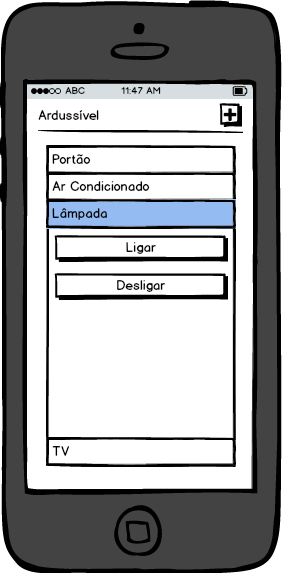 ABC 11:47 AM
Ardussível
Portão
Ar Condicionado
Lâmpada
Ligar
Desligar
TV